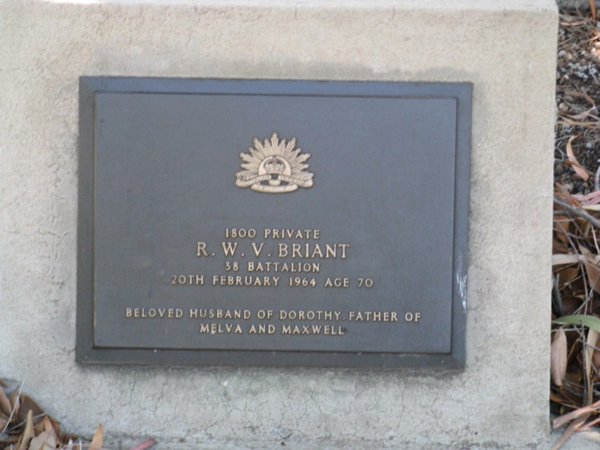 1800 PRIVATE
R. W. V. BRIANT
38 BATTALION
20TH FEBRUARY 1964 AGE 70
BELOVED HUSBAND OF DOROTHY. FATHER OF
MELVA AND MAXWELL